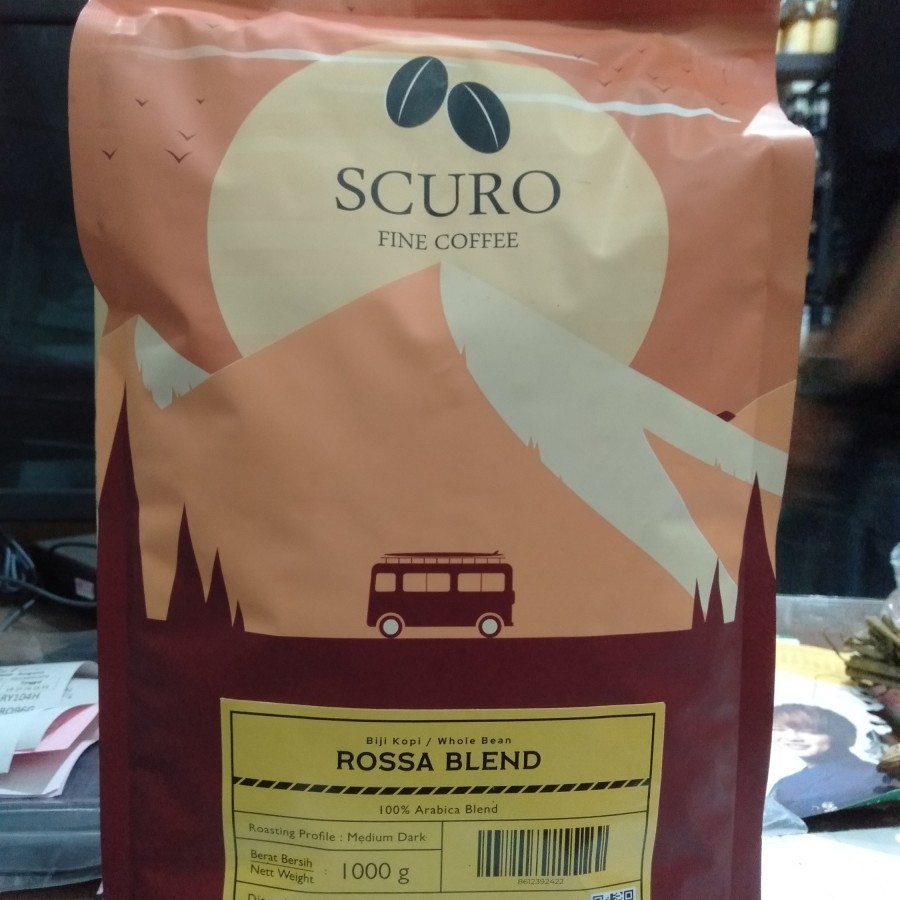 SCURO
FINE COFFEE
Biji Kopi / Whole Bean
ROSSA BLEND
100% Arabica Blend
Roasting Profile : Medium Dark
Berat Bersih
Nett Weight : 1000 g
8612392422